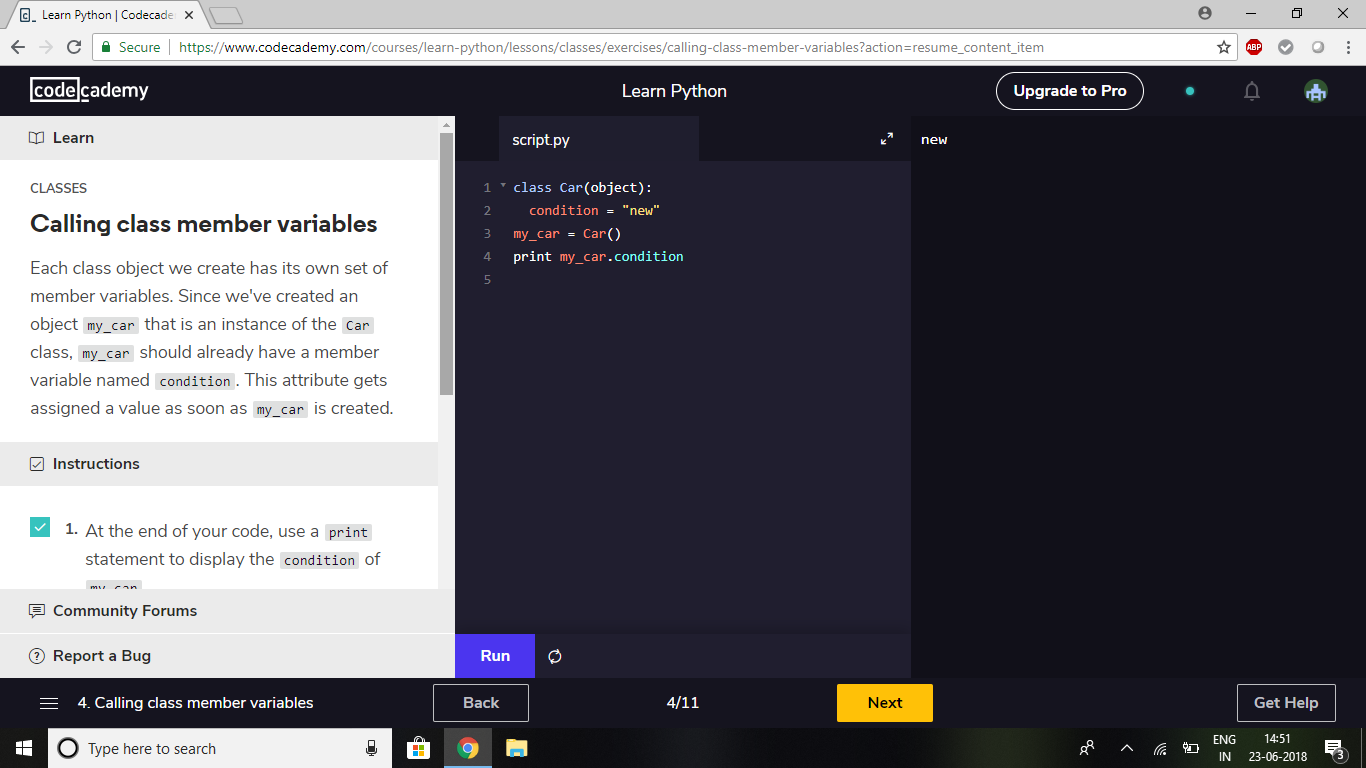 Learn Python | Codecade
Secure
https://www.codecademy.com/courses/learn-python/lessons/classes/exercises/calling-class-member-variables?action=resume_content_item
ABP
codecademy
Learn Python
Upgrade to Pro
Learn
CLASSES
Calling class member variables
Each class object we create has its own set of
member variables. Since we've created an
object my_car that is an instance of the Car
class, my_car should already have a member
variable named condition. This attribute gets
assigned a value as soon as my_car is created.
Instructions
1. At the end of your code, use a print
statement to display the condition of
my_car
Community Forums
Report a Bug
script.py
1 class Car(object):
2   condition = "new"
3 my_car = Car()
4 print my_car.condition
5
Run
new
4. Calling class member variables
Back
4/11
Next
Get Help
Type here to search
ENG
IN
14:51
23-06-2018
3